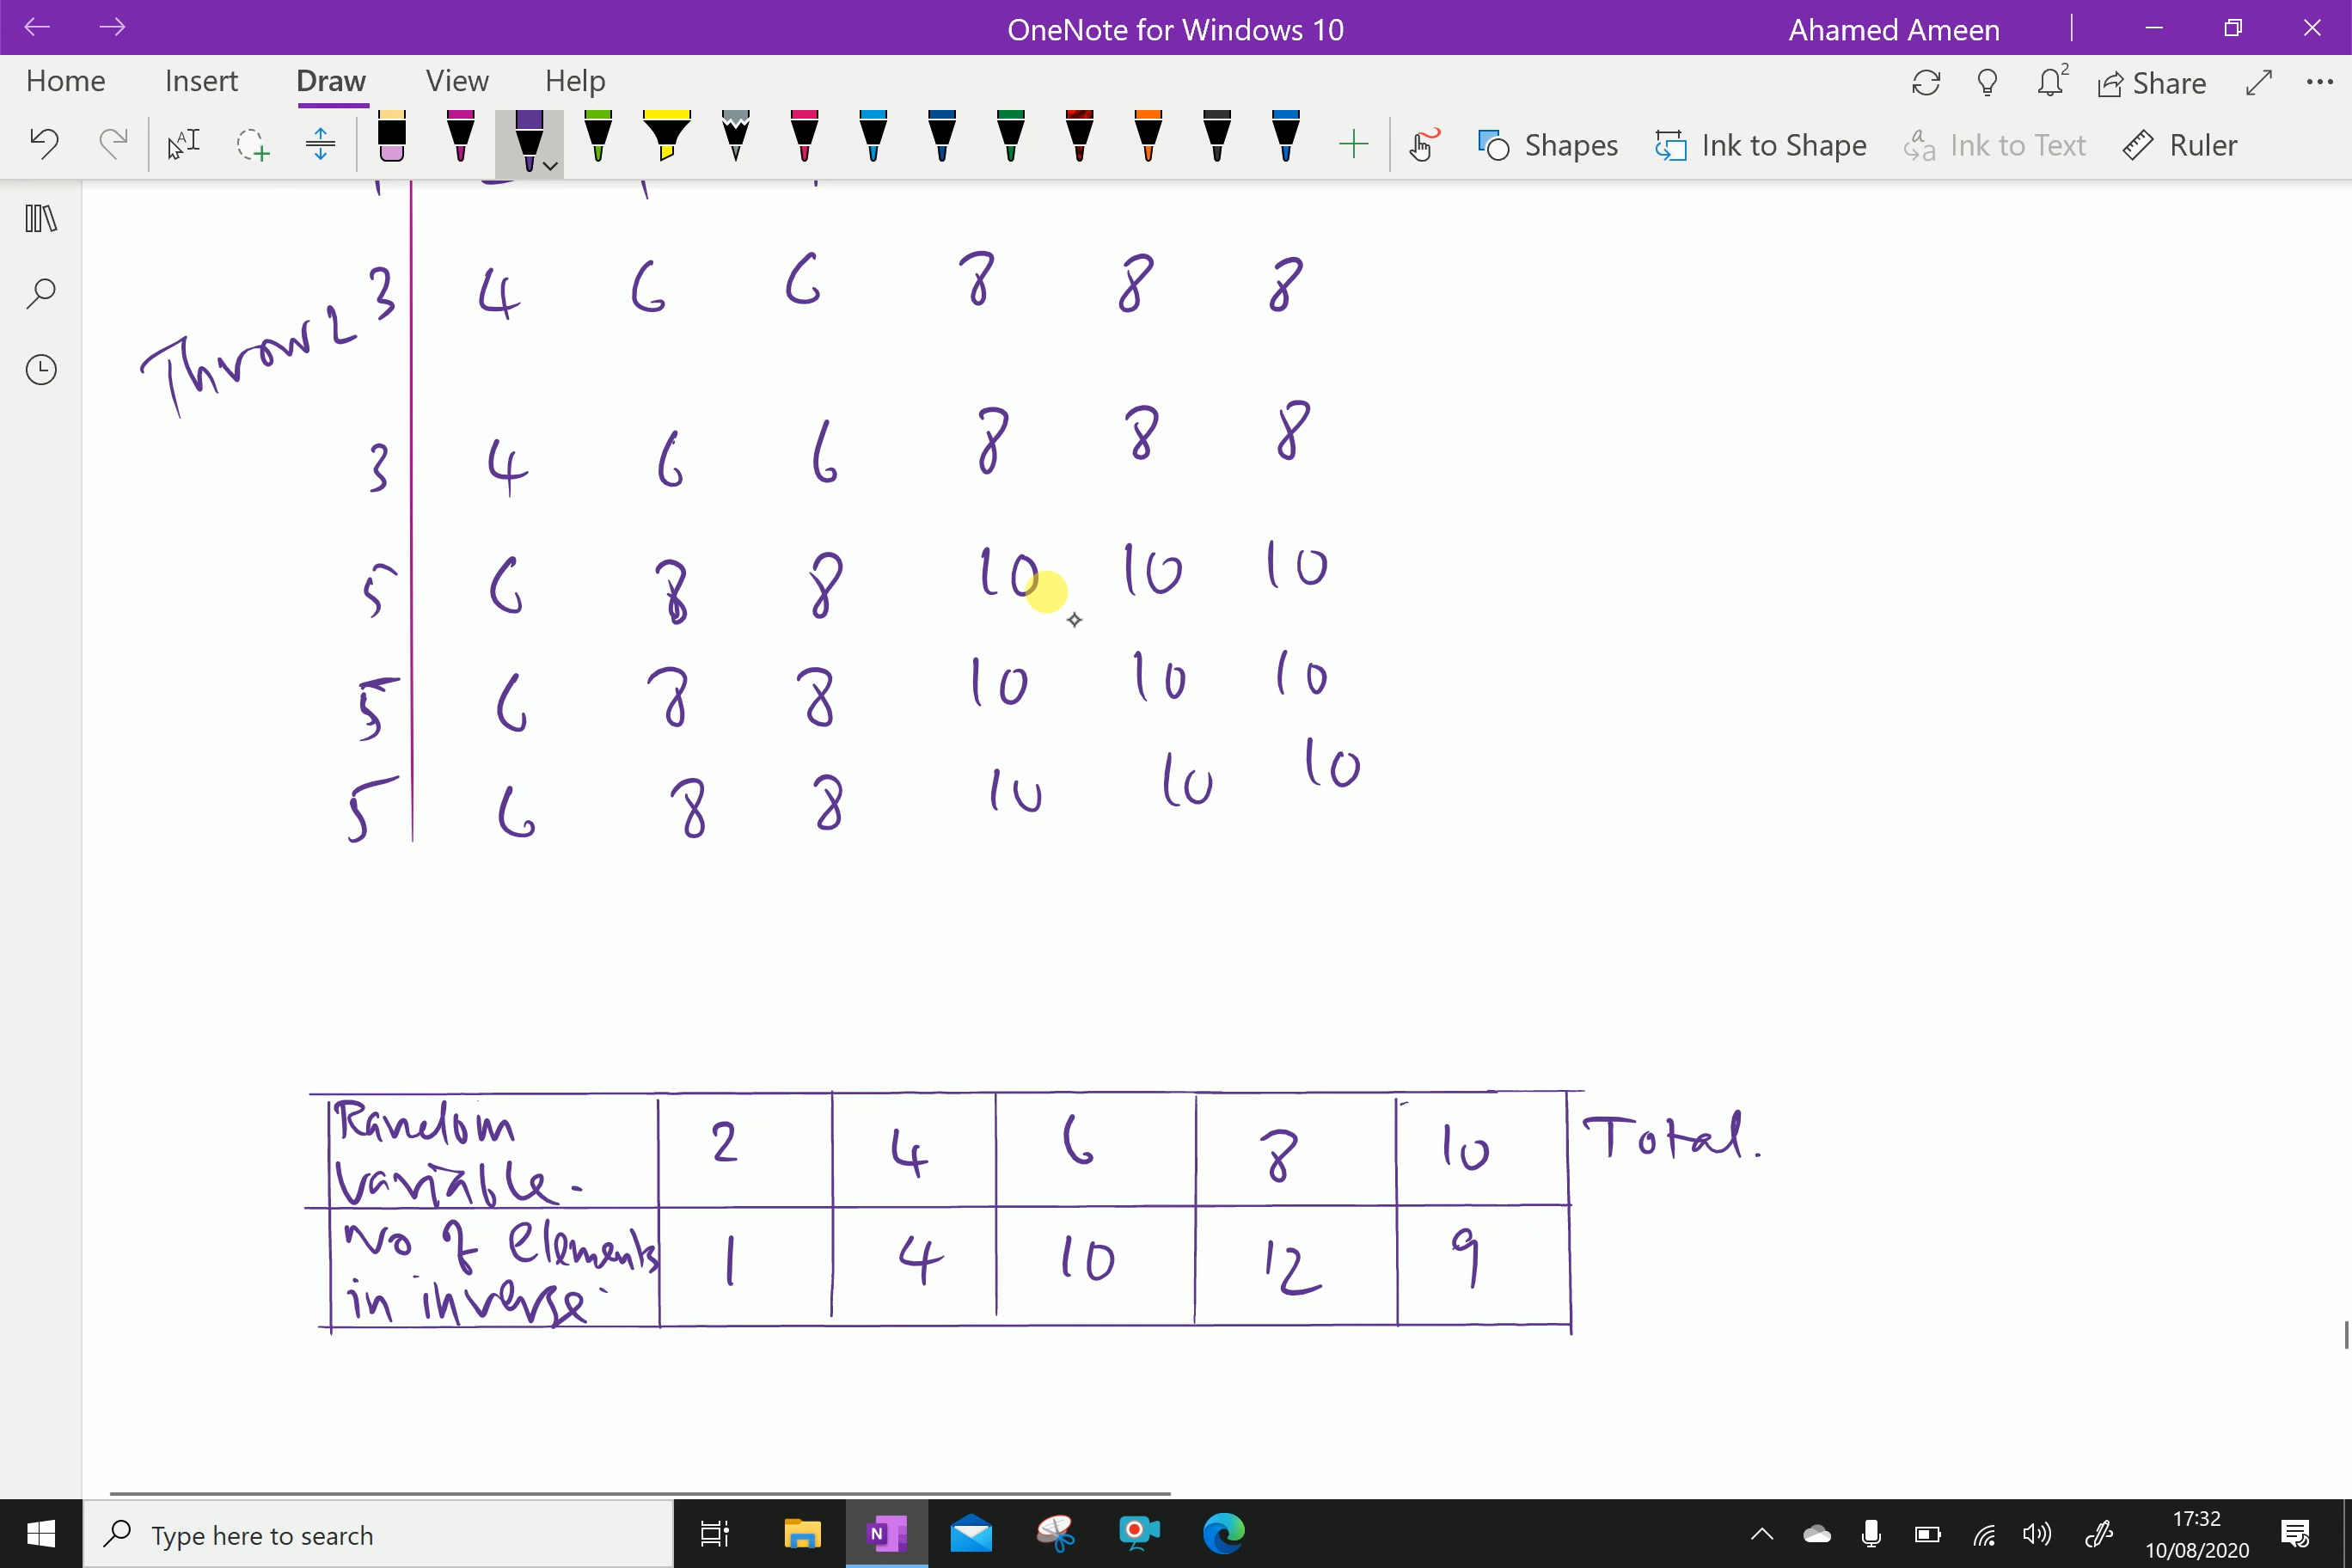 OneNote for Windows 10
Ahamed Ameen
Home Insert Draw View Help
2 Share
Shapes Ink to Shape Ink to Text Ruler
Throw 2
3 4 6 6 8 8 8
3 4 6 6 8 8 8
5 6 8 8 10 10 10
5 6 8 8 10 10 10
5 6 8 8 10 10 10
Random variable. 2 4 6 8 10 Total.
No of elements in inverse 1 4 10 12 9
Type here to search
17:32
10/08/2020